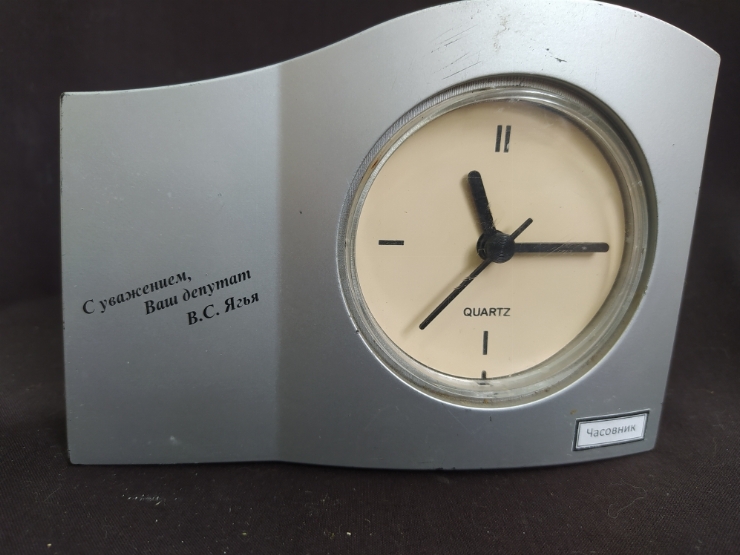 С уважением,
Ваш депутат
В.С. Ягья
QUARTZ
Часовник